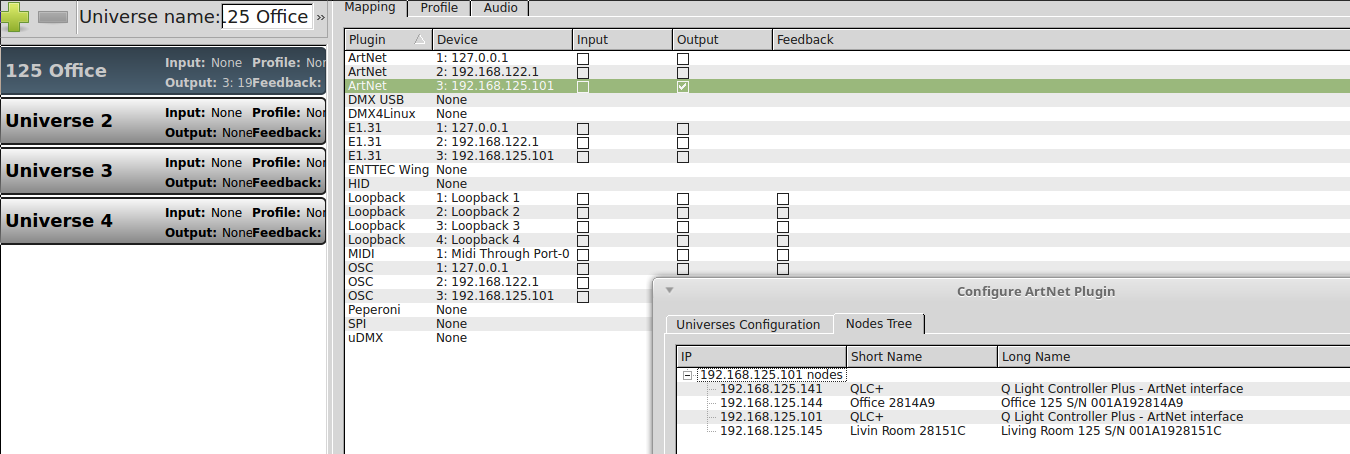 Universe name: .25 Office »
125 Office Input: None Profile: Nor
Output: 3: 19 Feedback:
Universe 2 Input: None Profile: Nor
Output: None Feedback:
Universe 3 Input: None Profile: Nor
Output: None Feedback:
Universe 4 Input: None Profile: Nor
Output: None Feedback:
Mapping Profile Audio
Plugin Device Input Output Feedback
ArtNet 1: 127.0.0.1
ArtNet 2: 192.168.122.1
ArtNet 3: 192.168.125.101
DMX USB None
DMX4Linux None
E1.31 1: 127.0.0.1
E1.31 2: 192.168.122.1
E1.31 3: 192.168.125.101
ENTTEC Wing None
HID None
Loopback 1: Loopback 1
Loopback 2: Loopback 2
Loopback 3: Loopback 3
Loopback 4: Loopback 4
MIDI 1: Midi Through Port-0
OSC 1: 127.0.0.1
OSC 2: 192.168.122.1
OSC 3: 192.168.125.101
Peperoni None
SPI None
uDMX None
Configure ArtNet Plugin
Universes Configuration Nodes Tree
IP Short Name Long Name
192.168.125.101 nodes
192.168.125.141 QLC+ Q Light Controller Plus - ArtNet interface
192.168.125.144 Office 2814A9 Office 125 S/N 001A192814A9
192.168.125.101 QLC+ Q Light Controller Plus - ArtNet interface
192.168.125.145 Livin Room 28151C Living Room 125 S/N 001A1928151C